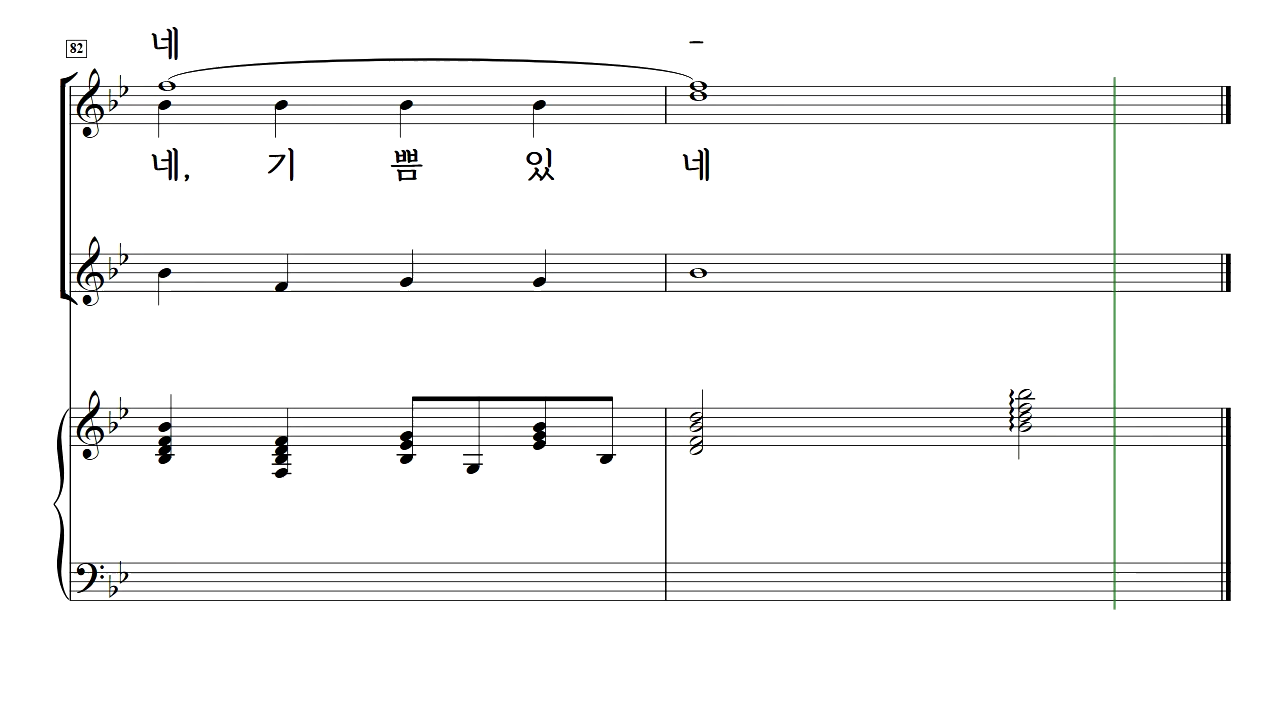 82
네 -
네, 기 쁨 있 네